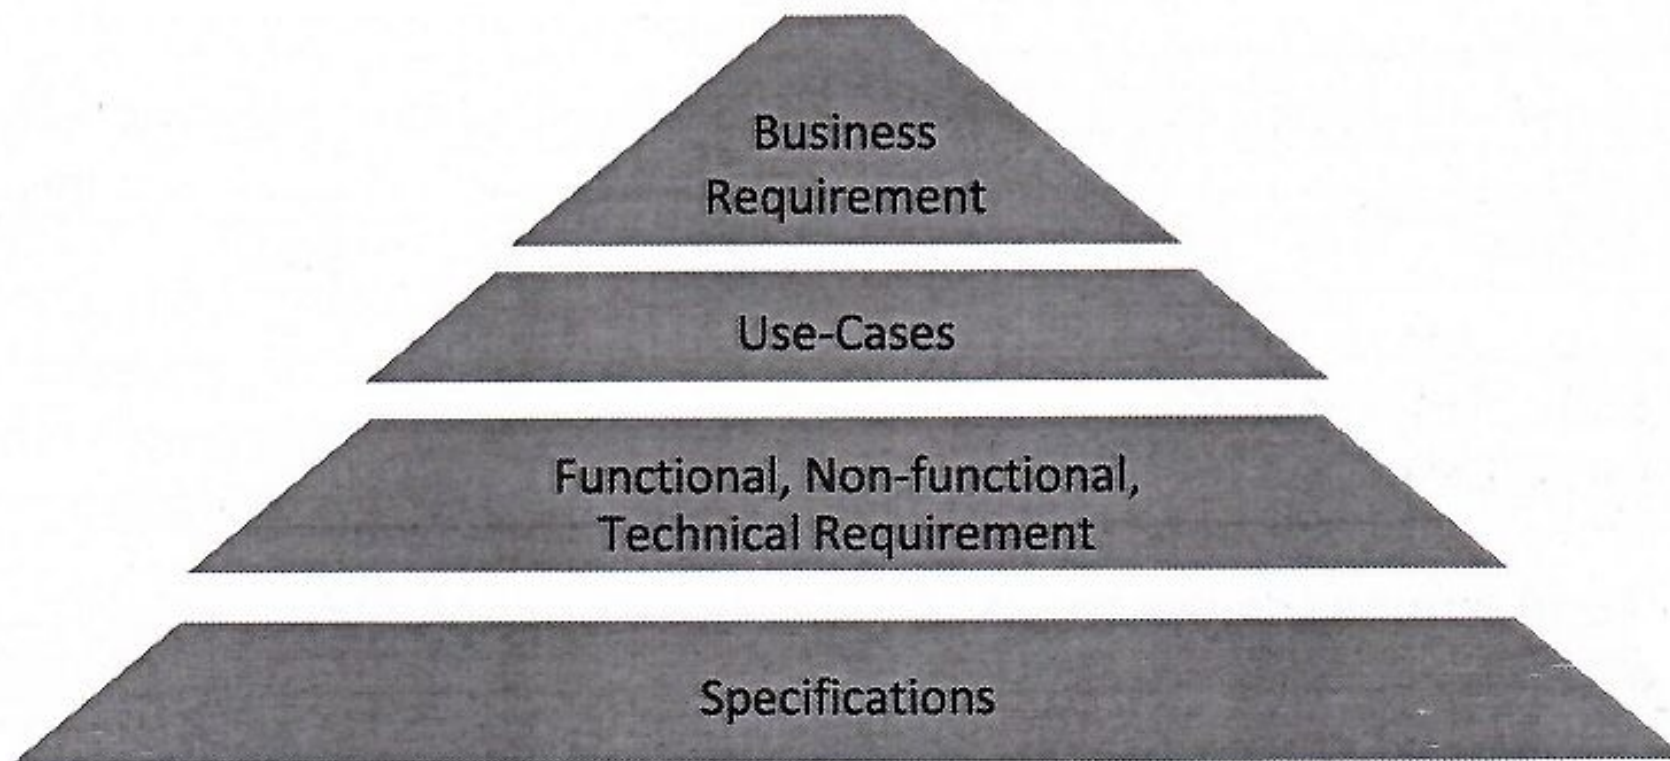 Business
Requirement
Use-Cases
Functional, Non-functional,
Technical Requirement
Specifications